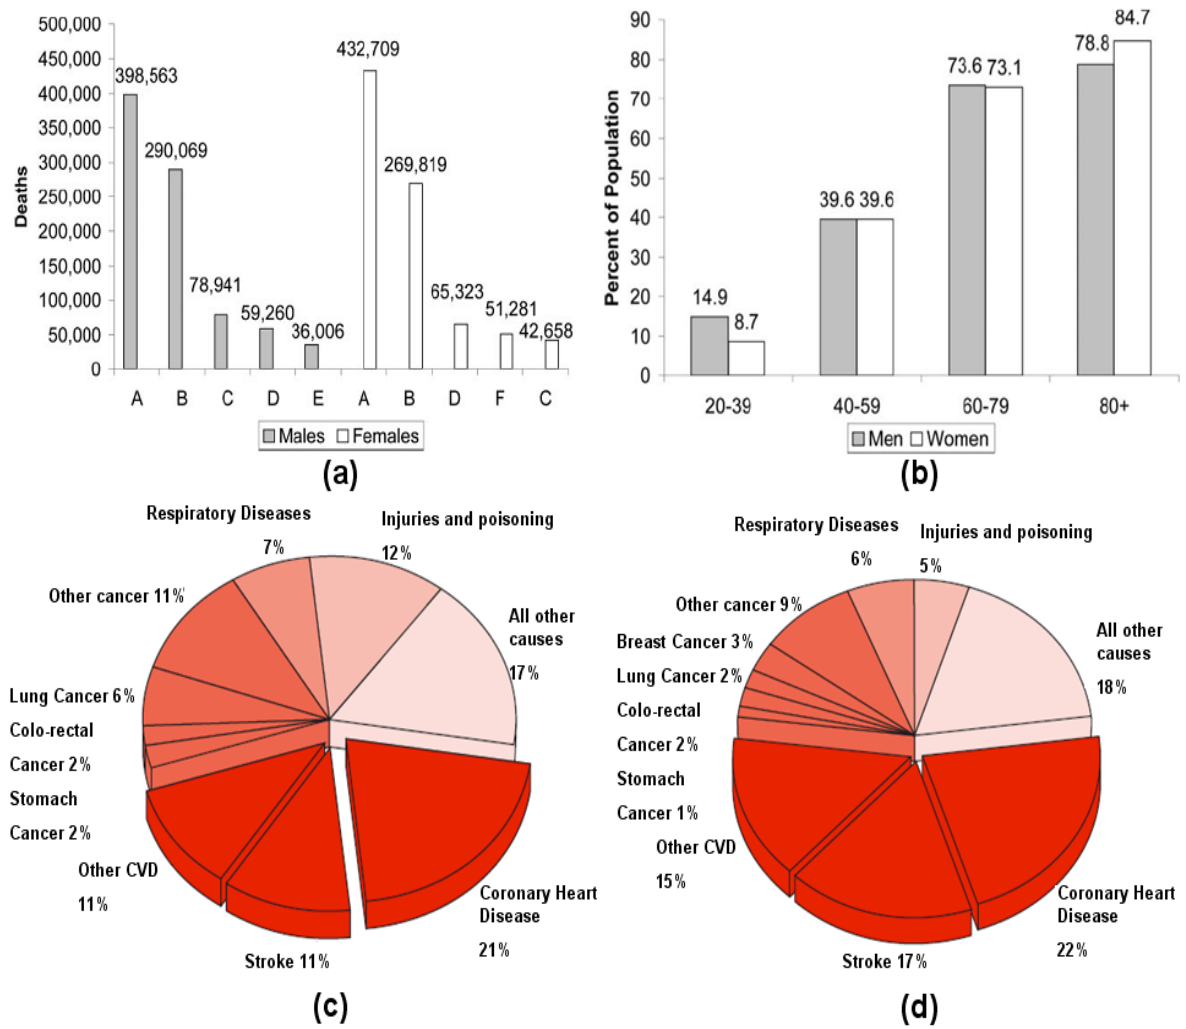 500,000
450,000
400,000
350,000
300,000
250,000
200,000
150,000
100,000
50,000
0
Deaths
398,563
290,069
78,941
59,260
36,006
432,709
269,819
65,323
51,281
42,658
A B C D E A B D F C
Males Females
(a)
90
80
70
60
50
40
30
20
10
0
Percent of Population
14.9
8.7
39.6 39.6
73.6 73.1
78.8
84.7
20-39 40-59 60-79 80+
Men Women
(b)
Respiratory Diseases
7%
Injuries and poisoning
12%
Other cancer 11%
All other
causes
17%
Lung Cancer 6%
Colo-rectal
Cancer 2%
Stomach
Cancer 2%
Other CVD
11%
Stroke 11%
Coronary Heart
Disease
21%
(c)
Respiratory Diseases
6%
Injuries and poisoning
5%
Other cancer 9%
Breast Cancer 3%
Lung Cancer 2%
Colo-rectal
Cancer 2%
Stomach
Cancer 1%
Other CVD
15%
All other
causes
18%
Stroke 17%
Coronary Heart
Disease
22%
(d)